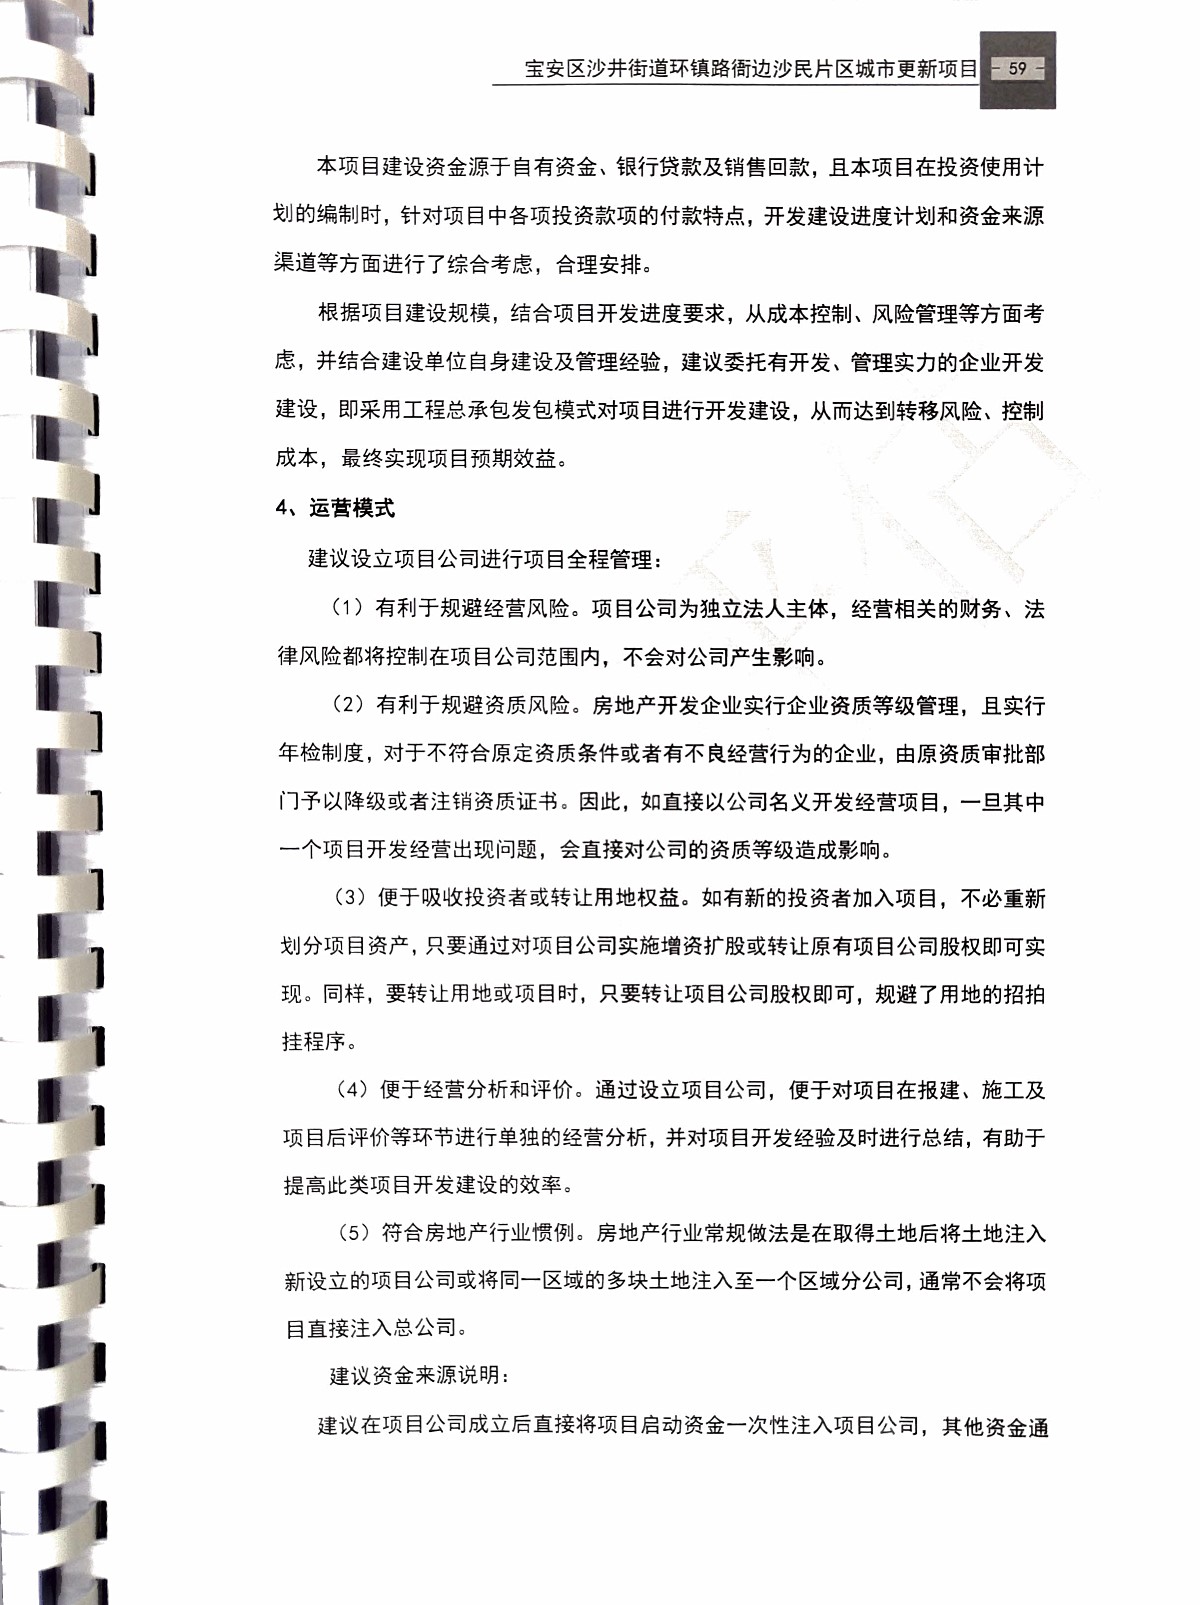 宝安区沙井街道环镇路衙边沙民片区城市更新项目
- 59 -
本项目建设资金源于自有资金、银行贷款及销售回款，且本项目在投资使用计
划的编制时，针对项目中各项投资款项的付款特点，开发建设进度计划和资金来源
渠道等方面进行了综合考虑，合理安排。
根据项目建设规模，结合项目开发进度要求，从成本控制、风险管理等方面考
虑，并结合建设单位自身建设及管理经验，建议委托有开发、管理实力的企业开发
建设，即采用工程总承包发包模式对项目进行开发建设，从而达到转移风险、控制
成本，最终实现项目预期效益。
4、运营模式
建议设立项目公司进行项目全程管理：
（1）有利于规避经营风险。项目公司为独立法人主体，经营相关的财务、法
律风险都将控制在项目公司范围内，不会对公司产生影响。
（2）有利于规避资质风险。房地产开发企业实行企业资质等级管理，且实行
年检制度，对于不符合原定资质条件或者有不良经营行为的企业，由原资质审批部
门予以降级或者注销资质证书。因此，如直接以公司名义开发经营项目，一旦其中
一个项目开发经营出现问题，会直接对公司的资质等级造成影响。
（3）便于吸收投资者或转让用地权益。如有新的投资者加入项目，不必重新
划分项目资产，只要通过对项目公司实施增资扩股或转让原有项目公司股权即可实
现。同样，要转让用地或项目时，只要转让项目公司股权即可，规避了用地的招拍
挂程序。
（4）便于经营分析和评价。通过设立项目公司，便于对项目在报建、施工及
项目后评价等环节进行单独的经营分析，并对项目开发经验及时进行总结，有助于
提高此类项目开发建设的效率。
（5）符合房地产行业惯例。房地产行业常规做法是在取得土地后将土地注入
新设立的项目公司或将同一区域的多块土地注入至一个区域分公司，通常不会将项
目直接注入总公司。
建议资金来源说明：
建议在项目公司成立后直接将项目启动资金一次性注入项目公司，其他资金通